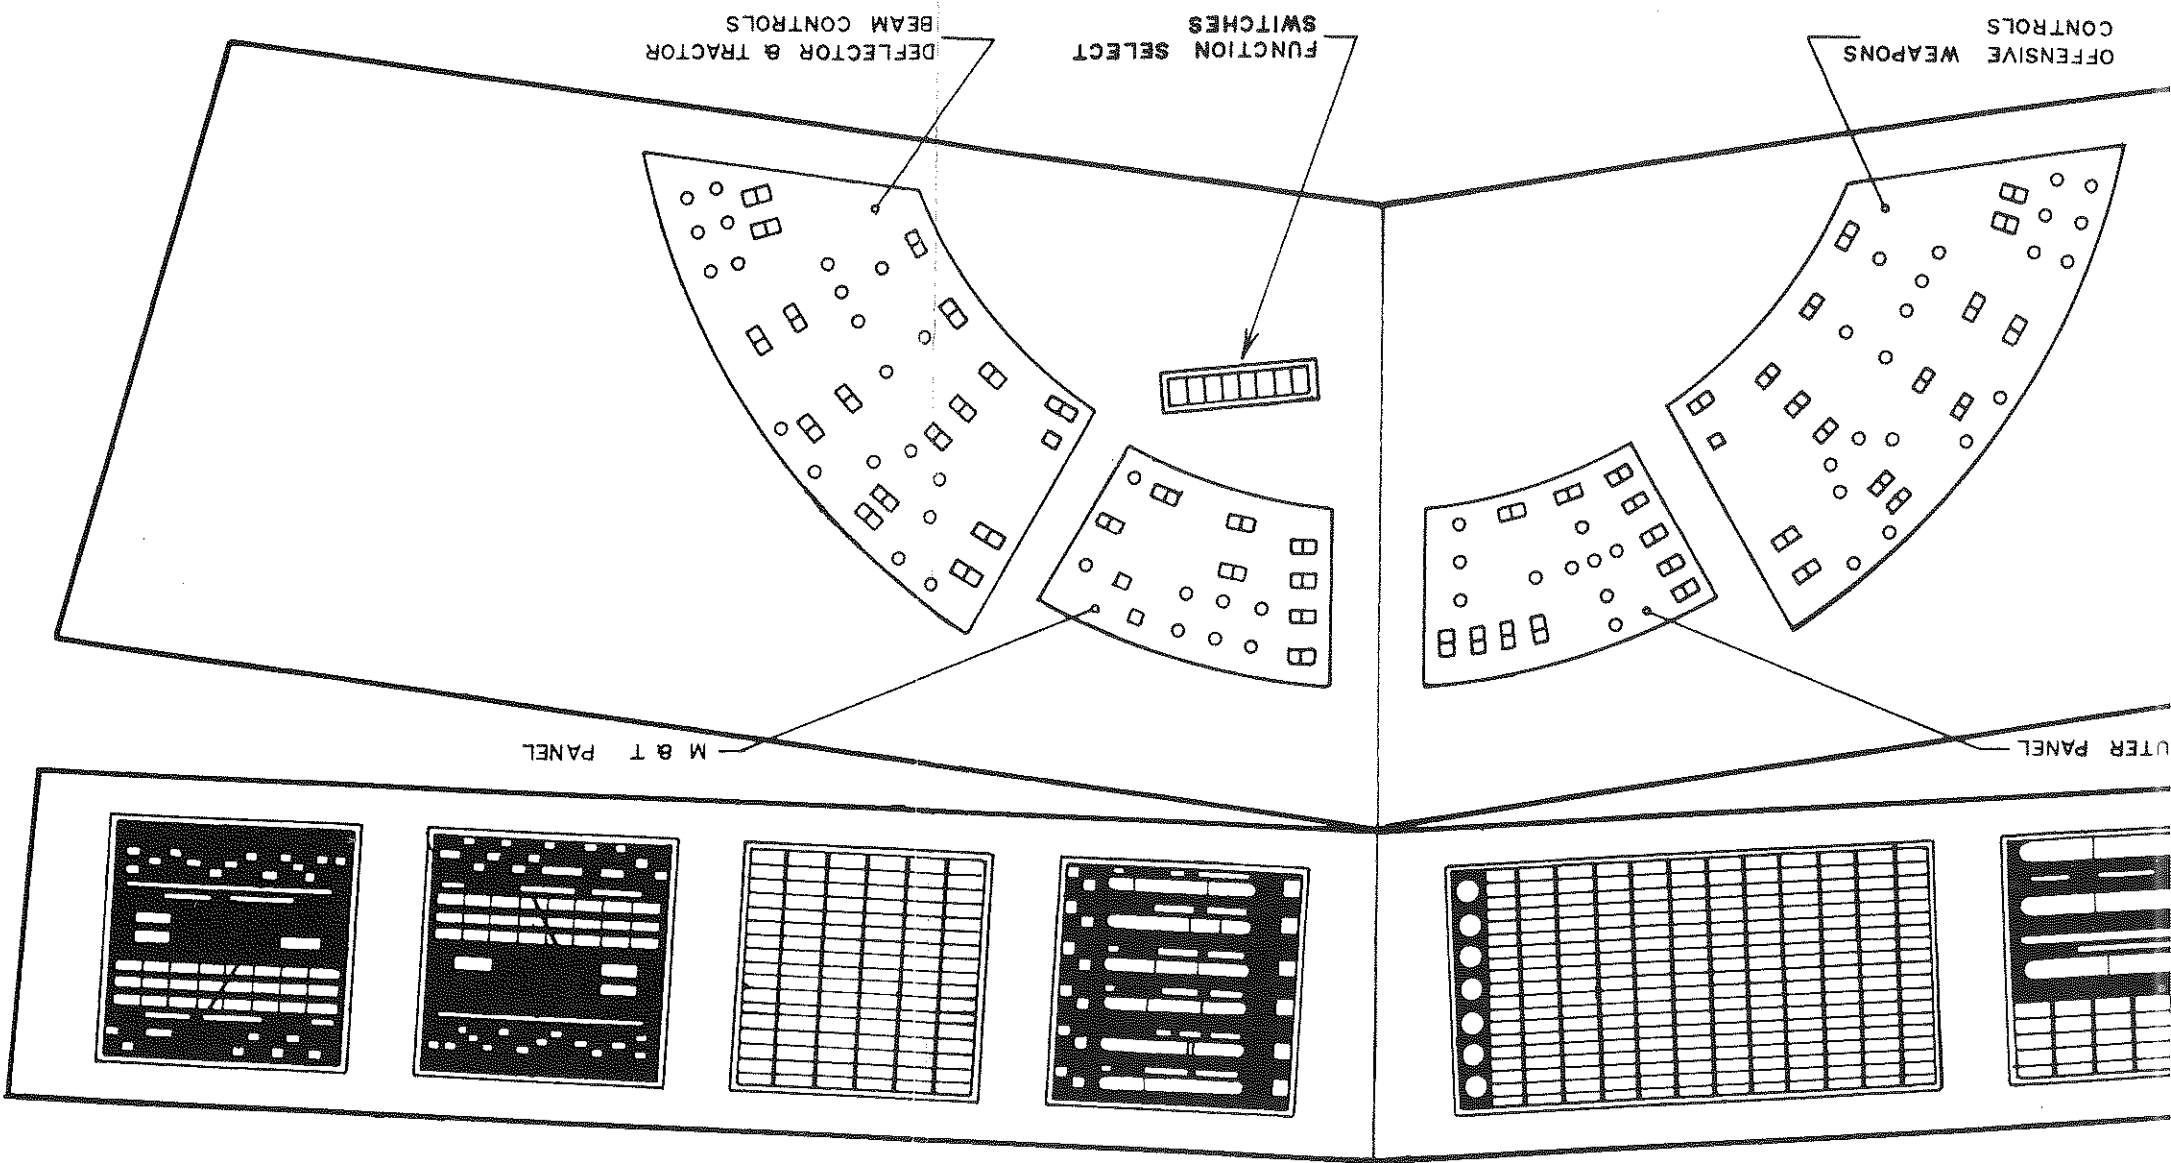 UTER PANEL
M & T PANEL
OFFENSIVE WEAPONS
CONTROLS
FUNCTION SELECT
SWITCHES
DEFLECTOR & TRACTOR
BEAM CONTROLS